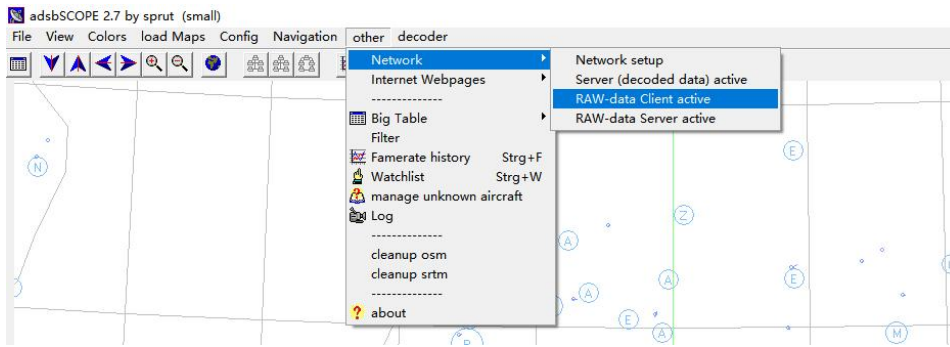 adsbSCOPE 2.7 by sprut (small)
File View Colors load Maps Config Navigation other decoder
Network
Internet Webpages
--------------
Big Table
Filter
Famerate history Strg+F
Watchlist Strg+W
manage unknown aircraft
Log
--------------
cleanup osm
cleanup srtm
--------------
about
Network setup
Server (decoded data) active
RAW-data Client active
RAW-data Server active
N
E
Z
A
A
E
A
E
A
M